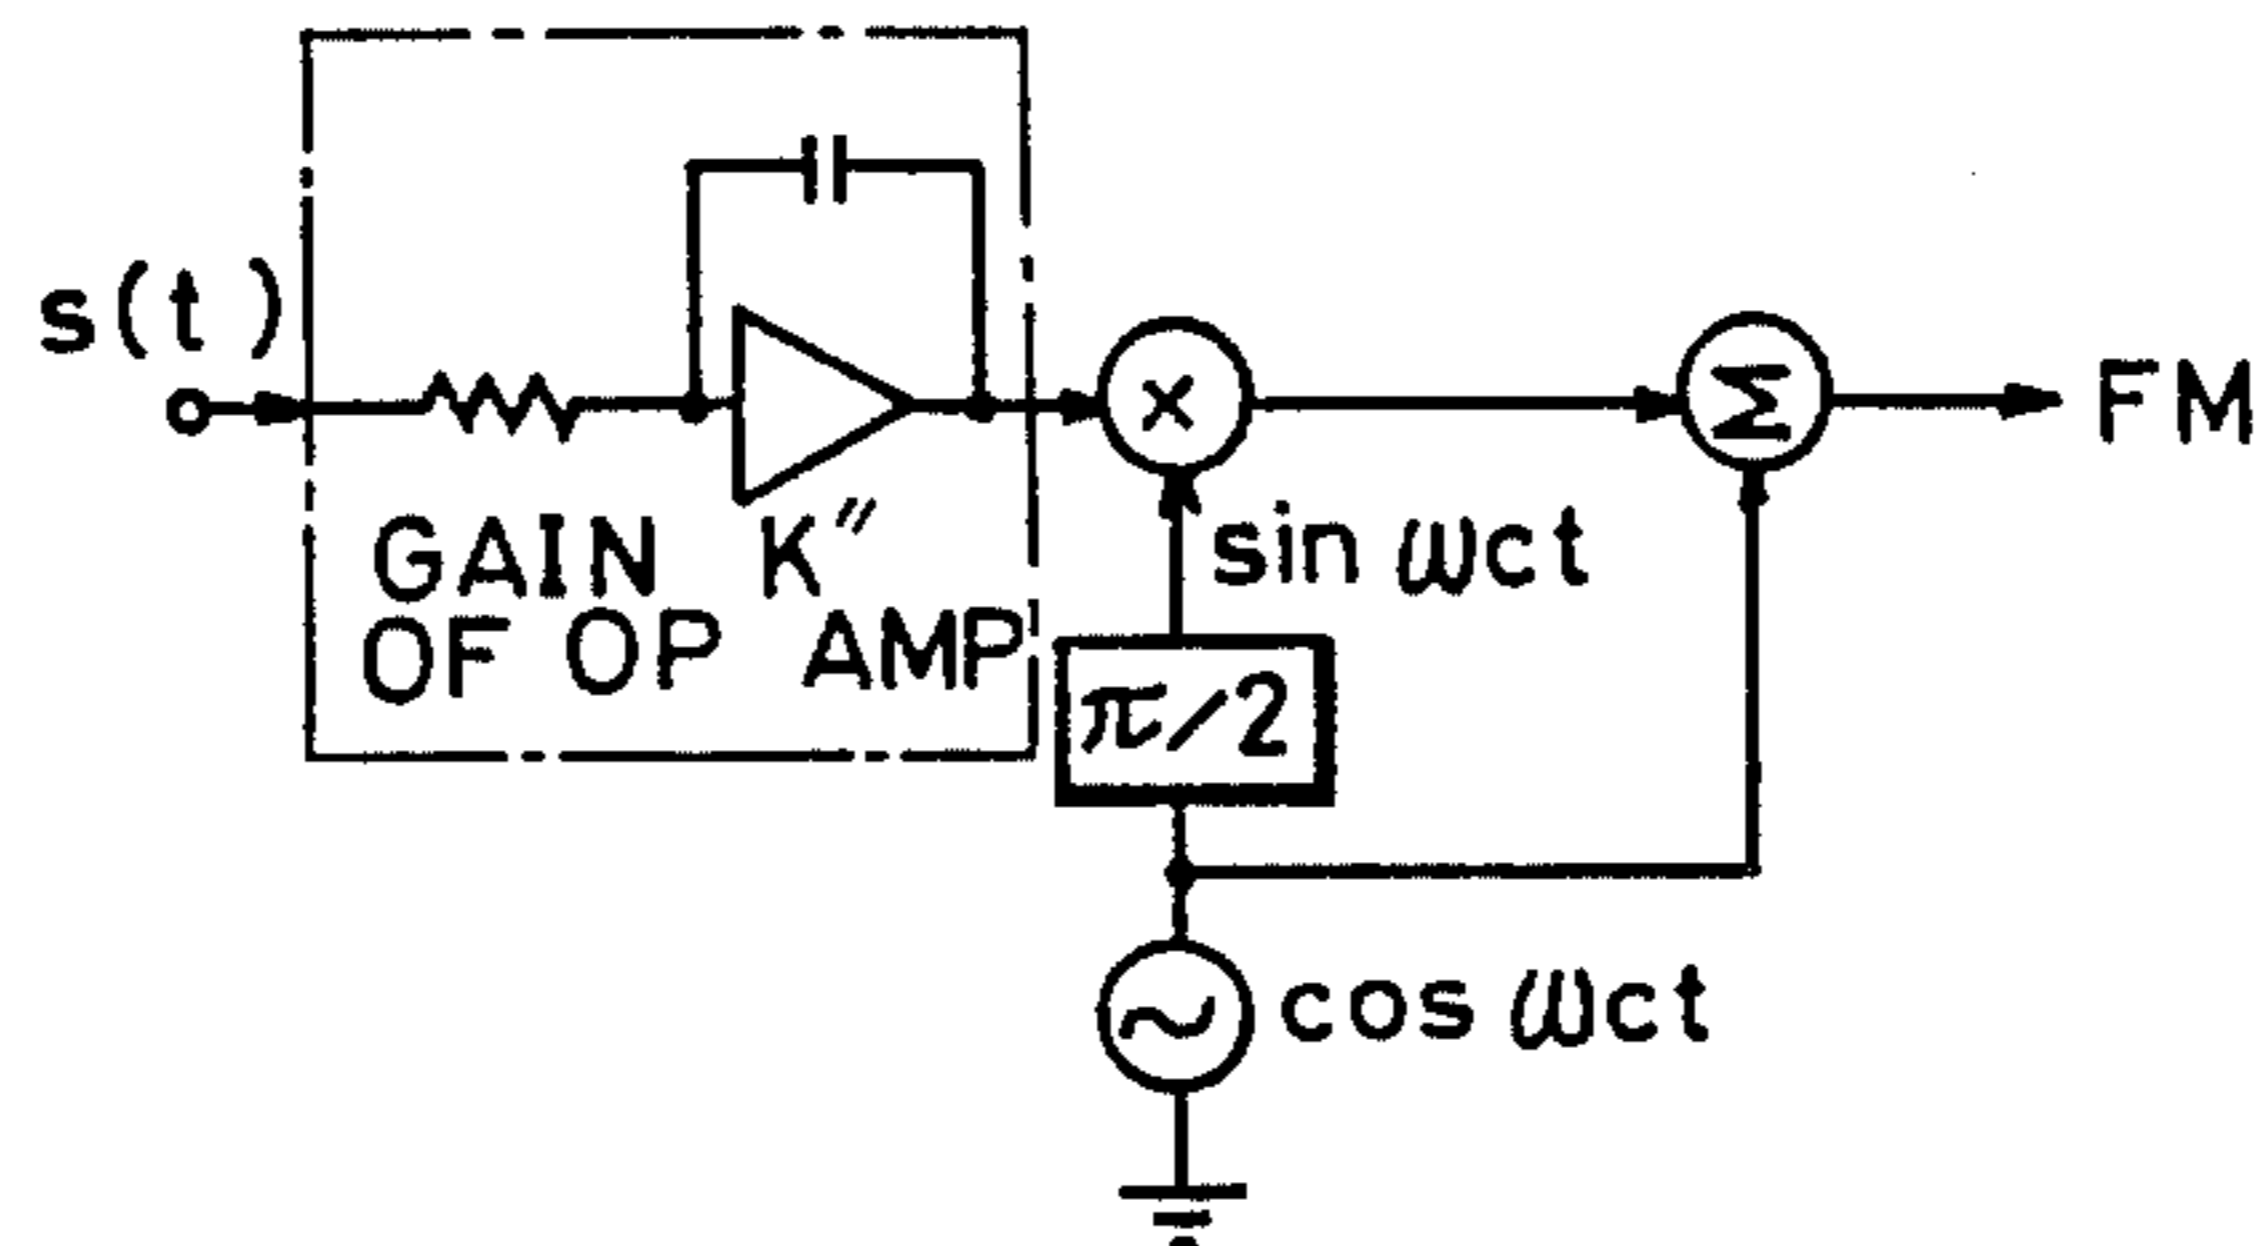 s(t)
GAIN K″
OF OP AMP
×
sin ωct
Σ
FM
π/2
cos ωct